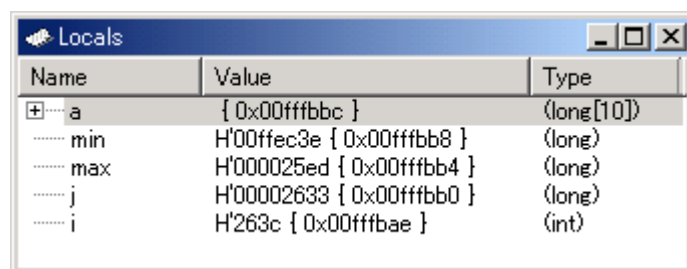 Locals
Name Value Type
a { 0x00fffbbc } (long[10])
min H'00ffec3e { 0x00fffbb8 } (long)
max H'000025ed { 0x00fffbb4 } (long)
j H'00002633 { 0x00fffbb0 } (long)
i H'263c { 0x00fffbae } (int)